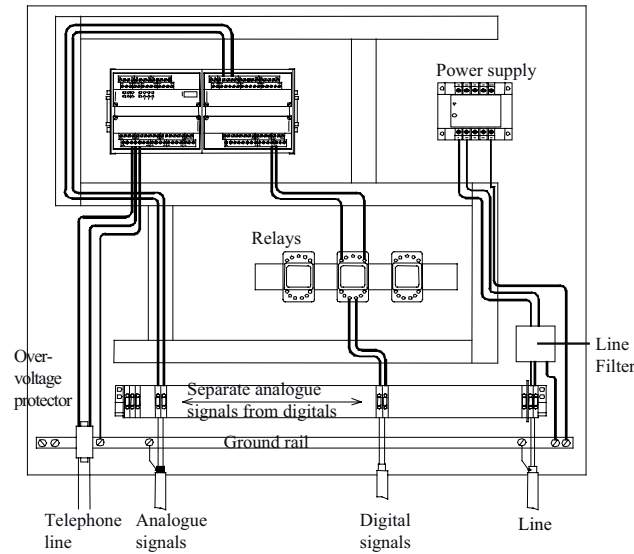 Power supply
Relays
Line
Filter
Over-
voltage
protector
Separate analogue
signals from digitals
Ground rail
Telephone
line
Analogue
signals
Digital
signals
Line